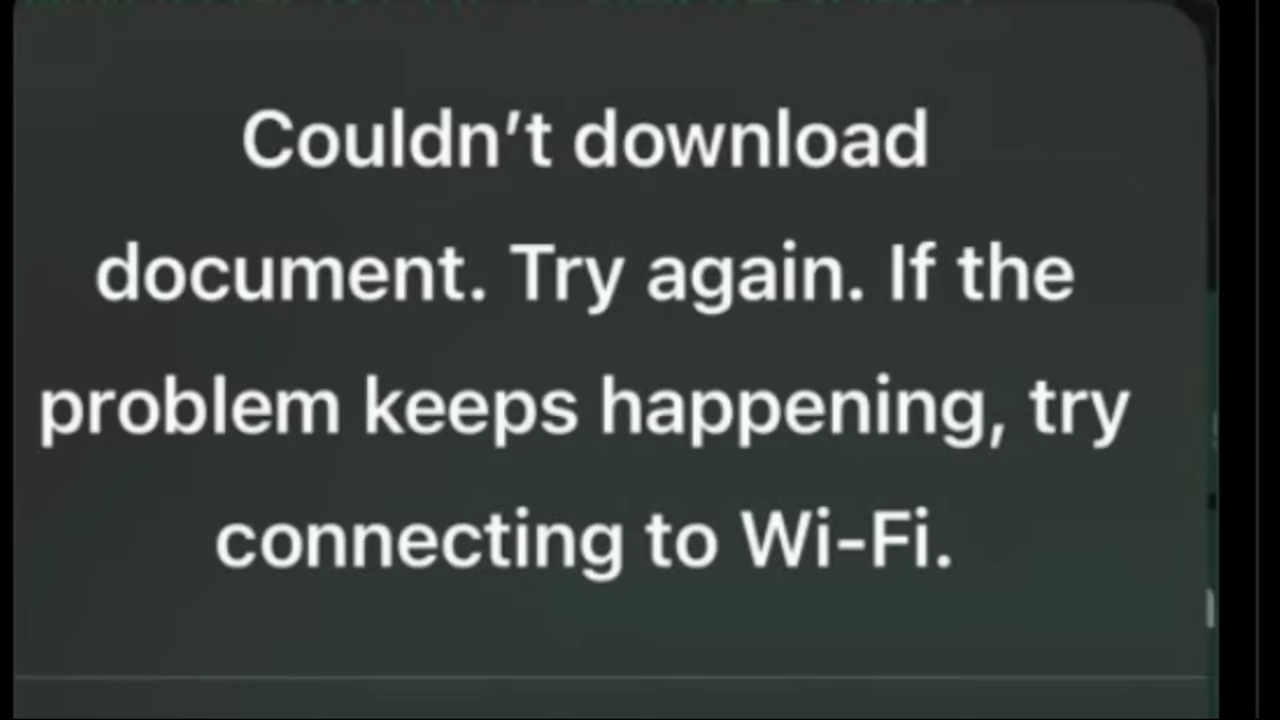 Couldn’t download
document. Try again. If the
problem keeps happening, try
connecting to Wi-Fi.